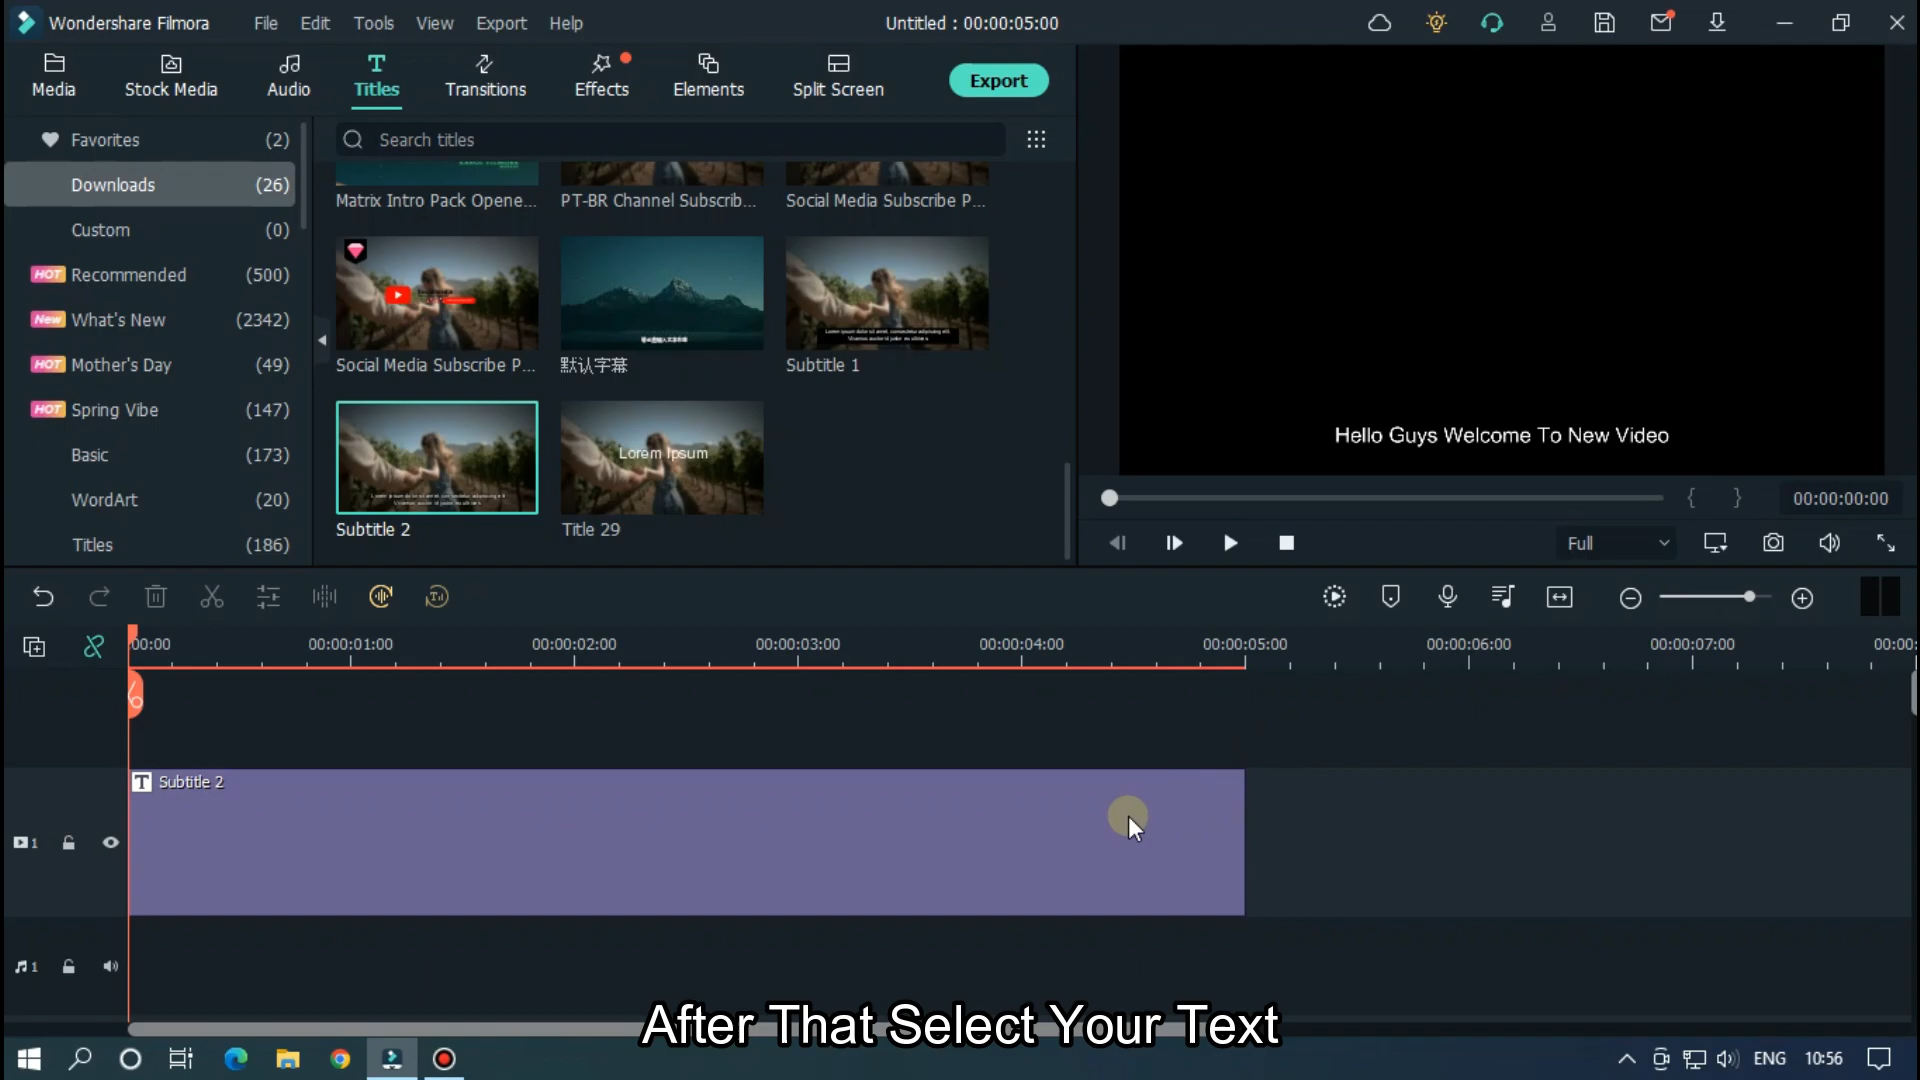 Wondershare Filmora
File Edit Tools View Export Help
Untitled : 00:00:05:00
Media
Stock Media
Audio
Titles
Transitions
Effects
Elements
Split Screen
Export
Favorites (2)
Downloads (26)
Custom (0)
HOT Recommended (500)
New What's New (2342)
HOT Mother's Day (49)
HOT Spring Vibe (147)
Basic (173)
WordArt (20)
Titles (186)
Search titles
Matrix Intro Pack Opene...
PT-BR Channel Subscrib...
Social Media Subscribe P...
Social Media Subscribe P...
默认字幕
Subtitle 1
Lorem Ipsum
Subtitle 2
Title 29
Hello Guys Welcome To New Video
{ } 00:00:00:00
Full
00:00 00:00:01:00 00:00:02:00 00:00:03:00 00:00:04:00 00:00:05:00 00:00:06:00 00:00:07:00 00:00:
T Subtitle 2
1
1
After That Select Your Text
ENG 10:56